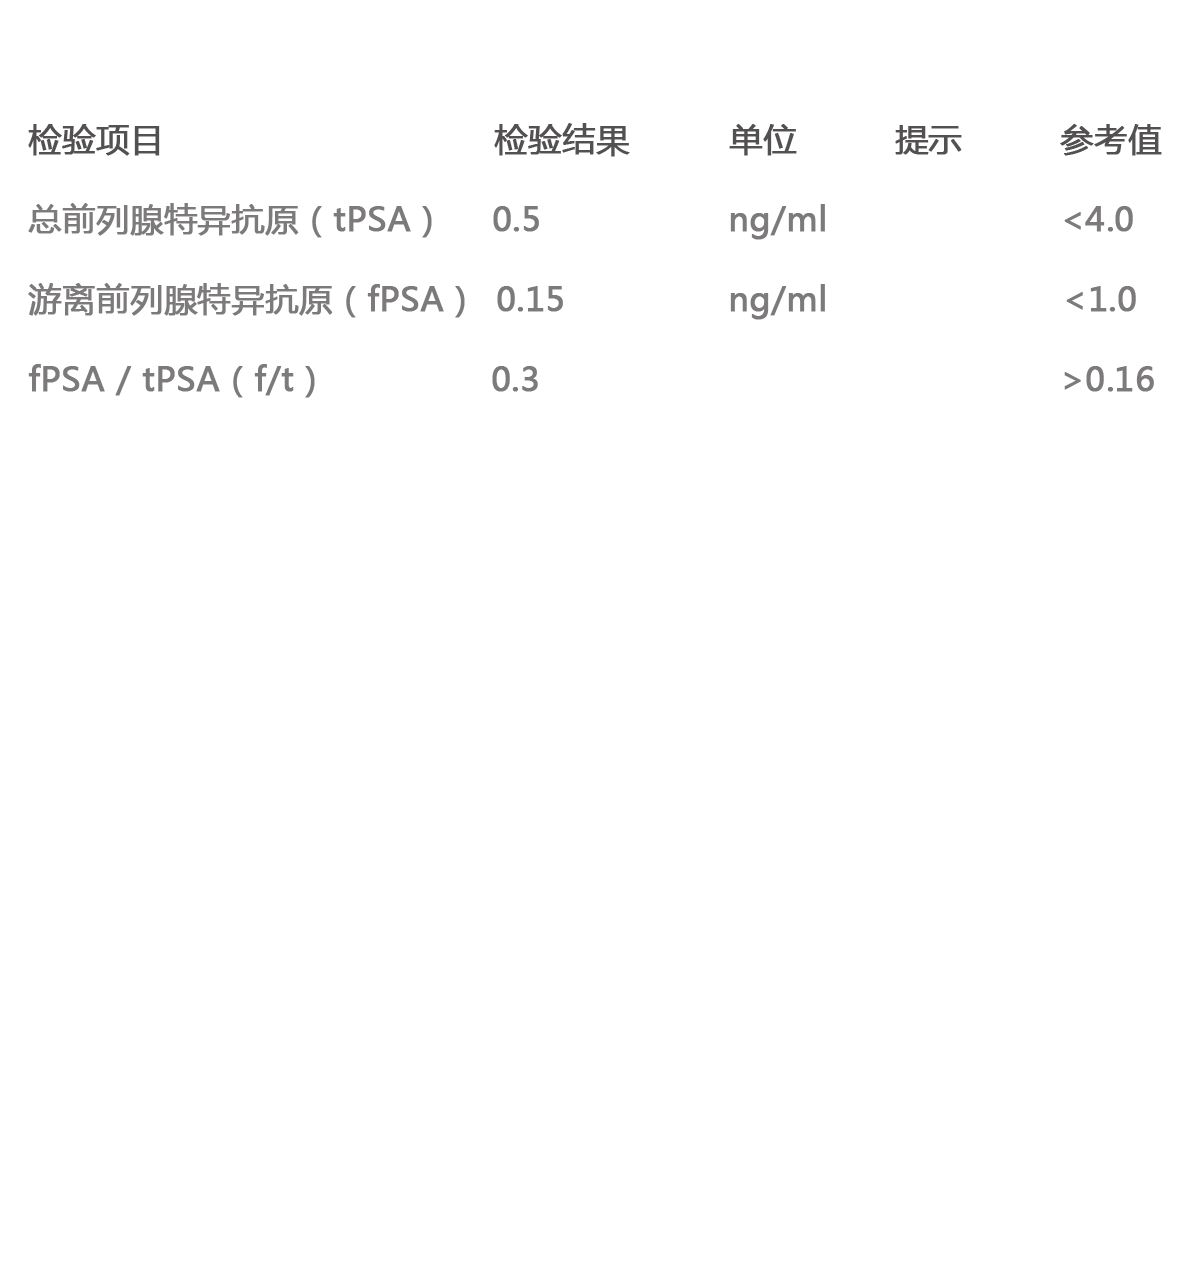 检验项目 检验结果 单位 提示 参考值
总前列腺特异抗原（tPSA） 0.5 ng/ml <4.0
游离前列腺特异抗原（fPSA） 0.15 ng/ml <1.0
fPSA / tPSA（f/t） 0.3 >0.16